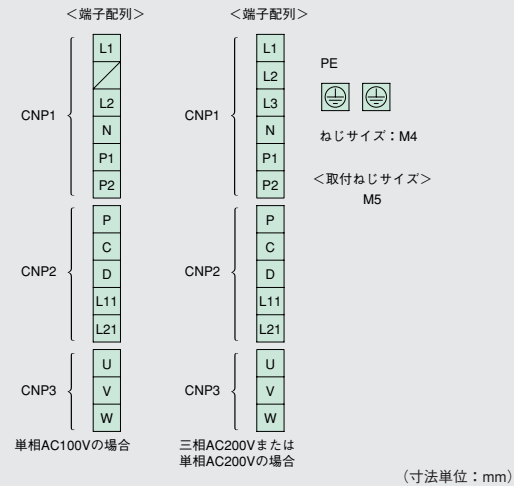 ＜端子配列＞
L1
L2
N
P1
P2
CNP1
P
C
D
L11
L21
CNP2
U
V
W
CNP3
単相AC100Vの場合
＜端子配列＞
L1
L2
L3
N
P1
P2
CNP1
P
C
D
L11
L21
CNP2
U
V
W
CNP3
三相AC200Vまたは
単相AC200Vの場合
PE
ねじサイズ：M4
＜取付ねじサイズ＞
M5
（寸法単位：mm）